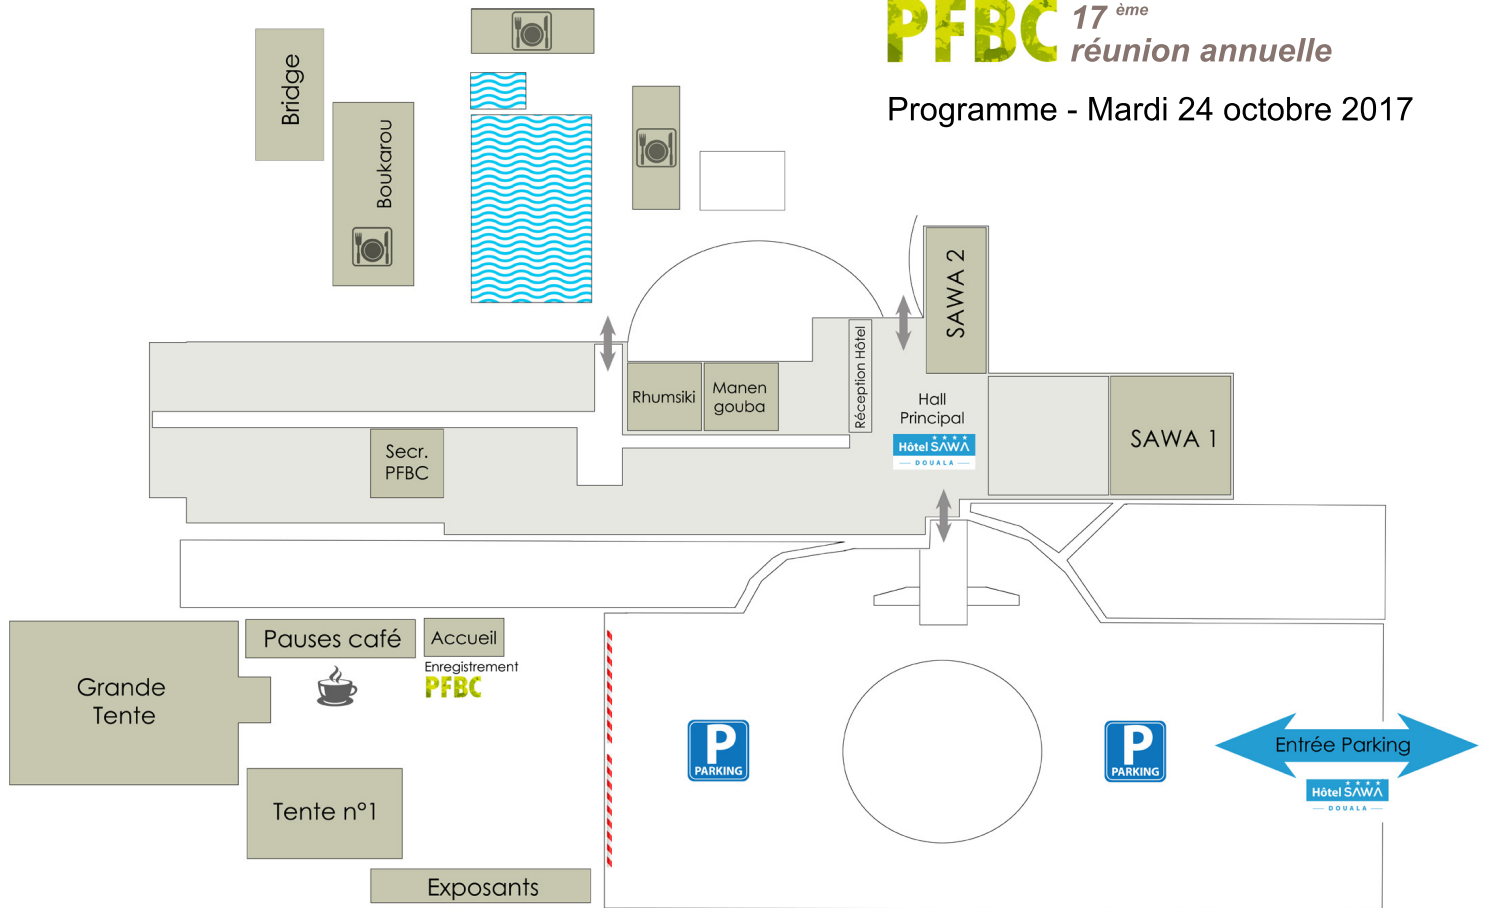 PFBC
17 ème
réunion annuelle
Programme - Mardi 24 octobre 2017
Bridge
Boukarou
SAWA 2
Réception Hôtel
Rhumsiki
Manen
gouba
Hall
Principal
Hôtel SAWA
DOUALA
SAWA 1
Secr.
PFBC
Pauses café
Accueil
Enregistrement
PFBC
Grande
Tente
Tente n°1
Exposants
P
PARKING
P
PARKING
Entrée Parking
Hôtel SAWA
DOUALA